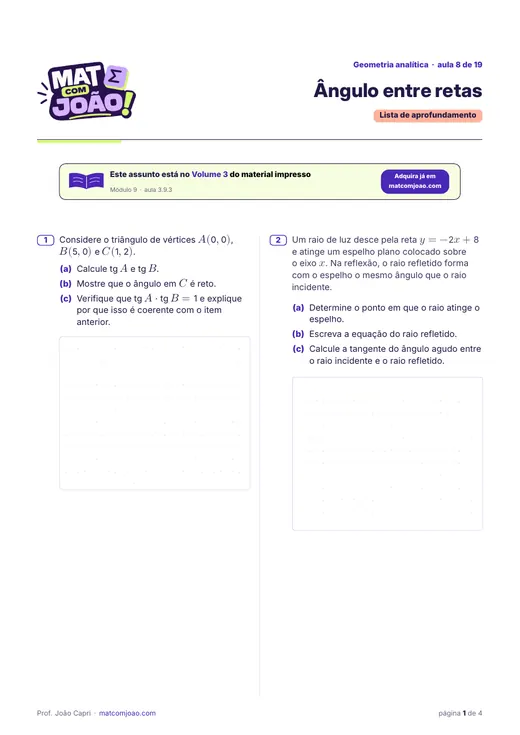 MAT Σ
COM
JOÃO!
Geometria analítica · aula 8 de 19
Ângulo entre retas
Lista de aprofundamento
Este assunto está no Volume 3 do material impresso
Módulo 9 · aula 3.9.3
Adquira já em
matcomjoao.com
1 Considere o triângulo de vértices A(0, 0),
B(5, 0) e C(1, 2).
(a) Calcule tg A e tg B.
(b) Mostre que o ângulo em C é reto.
(c) Verifique que tg A · tg B = 1 e explique
por que isso é coerente com o item
anterior.
2 Um raio de luz desce pela reta y = −2x + 8
e atinge um espelho plano colocado sobre
o eixo x. Na reflexão, o raio refletido forma
com o espelho o mesmo ângulo que o raio
incidente.
(a) Determine o ponto em que o raio atinge o
espelho.
(b) Escreva a equação do raio refletido.
(c) Calcule a tangente do ângulo agudo entre
o raio incidente e o raio refletido.
Prof. João Capri · matcomjoao.com
página 1 de 4